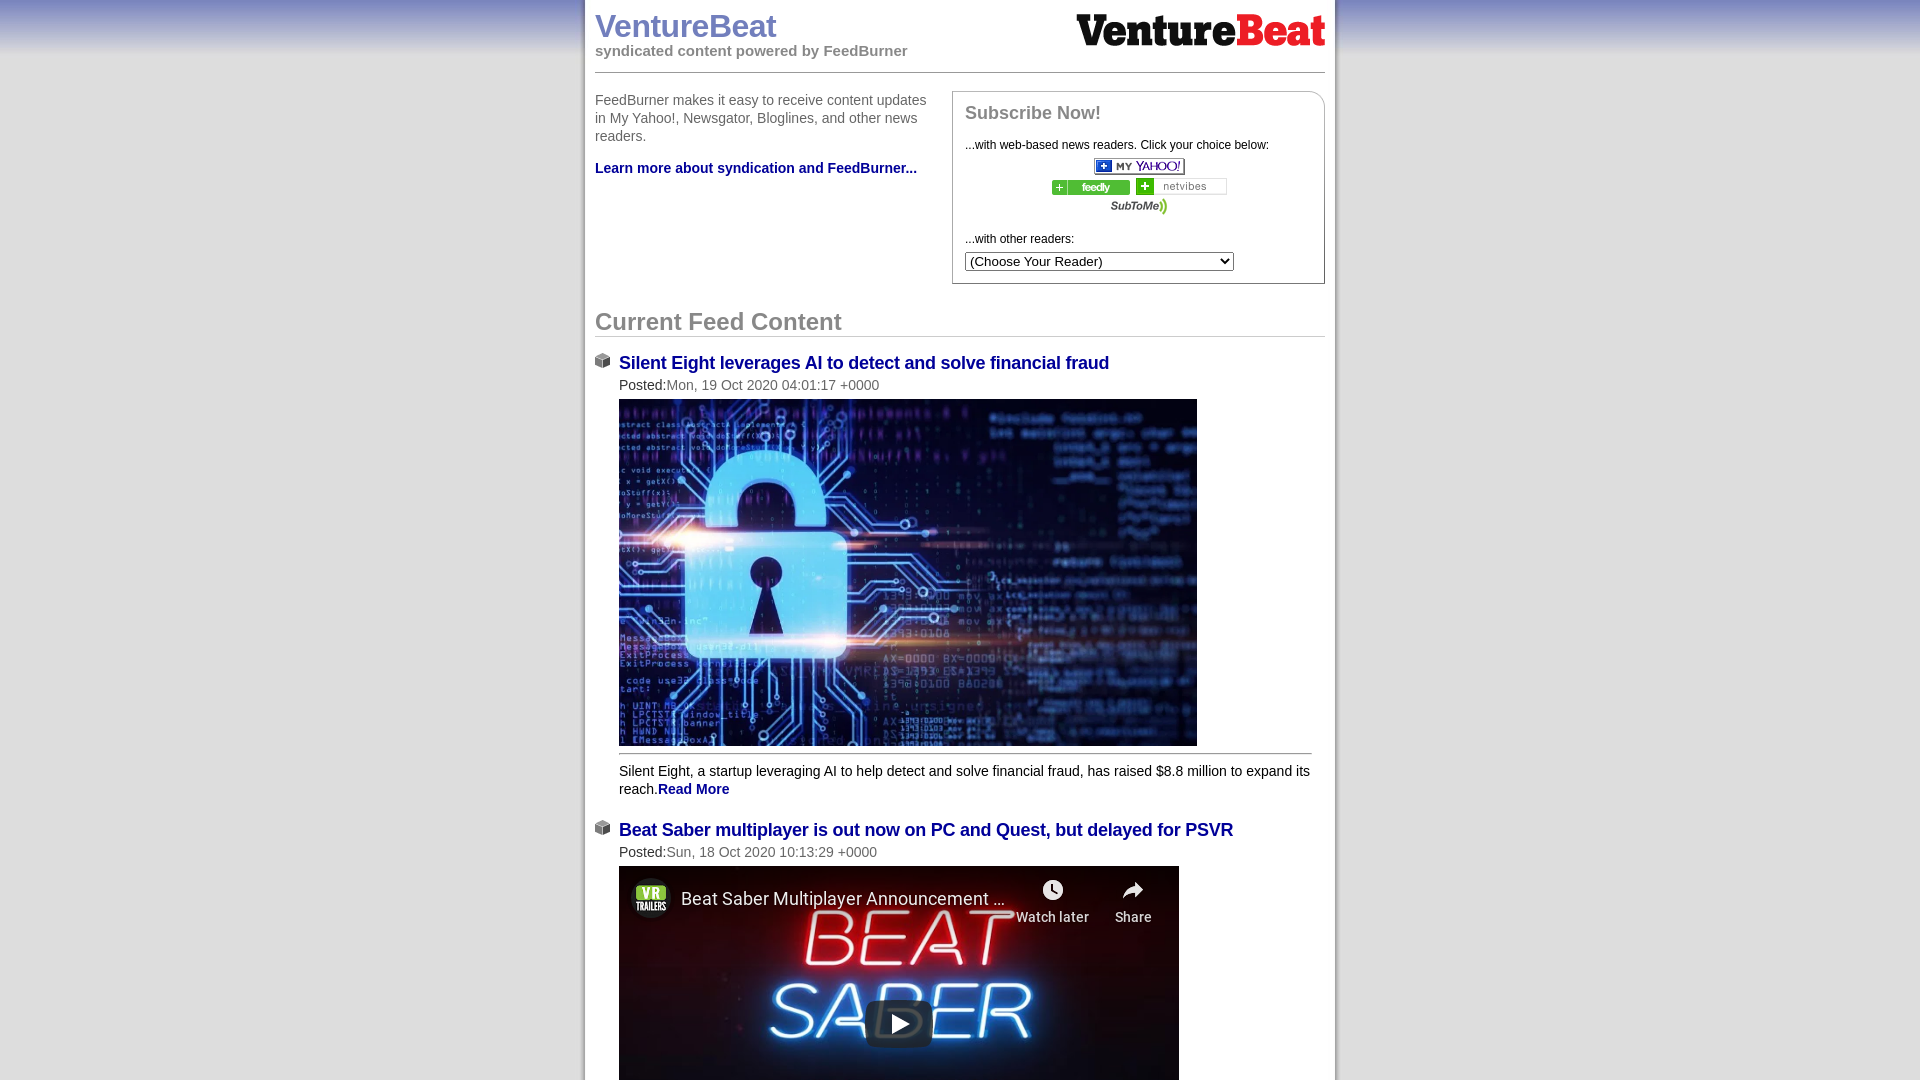 VentureBeat
syndicated content powered by FeedBurner
VentureBeat
FeedBurner makes it easy to receive content updates
in My Yahoo!, Newsgator, Bloglines, and other news
readers.
Learn more about syndication and FeedBurner...
Subscribe Now!
...with web-based news readers. Click your choice below:
MY YAHOO!
feedly
netvibes
SubToMe
...with other readers:
(Choose Your Reader)
Current Feed Content
Silent Eight leverages AI to detect and solve financial fraud
Posted:Mon, 19 Oct 2020 04:01:17 +0000
Silent Eight, a startup leveraging AI to help detect and solve financial fraud, has raised $8.8 million to expand its
reach.Read More
Beat Saber multiplayer is out now on PC and Quest, but delayed for PSVR
Posted:Sun, 18 Oct 2020 10:13:29 +0000
VR
TRAILERS
Beat Saber Multiplayer Announcement ...
Watch later
Share
BEAT
SABER